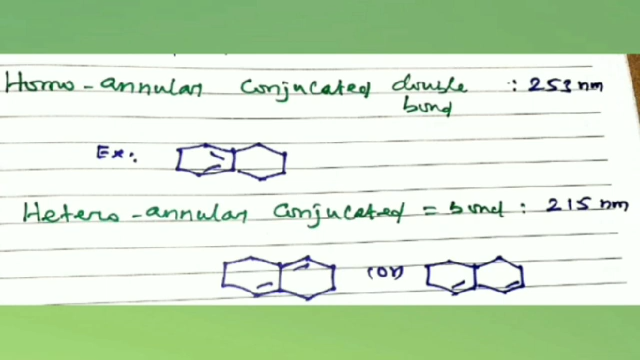 Homo-annular conjucated double : 253 nm
bond
Ex:.
Hetero-annular conjucated = bond : 215 nm
(or)